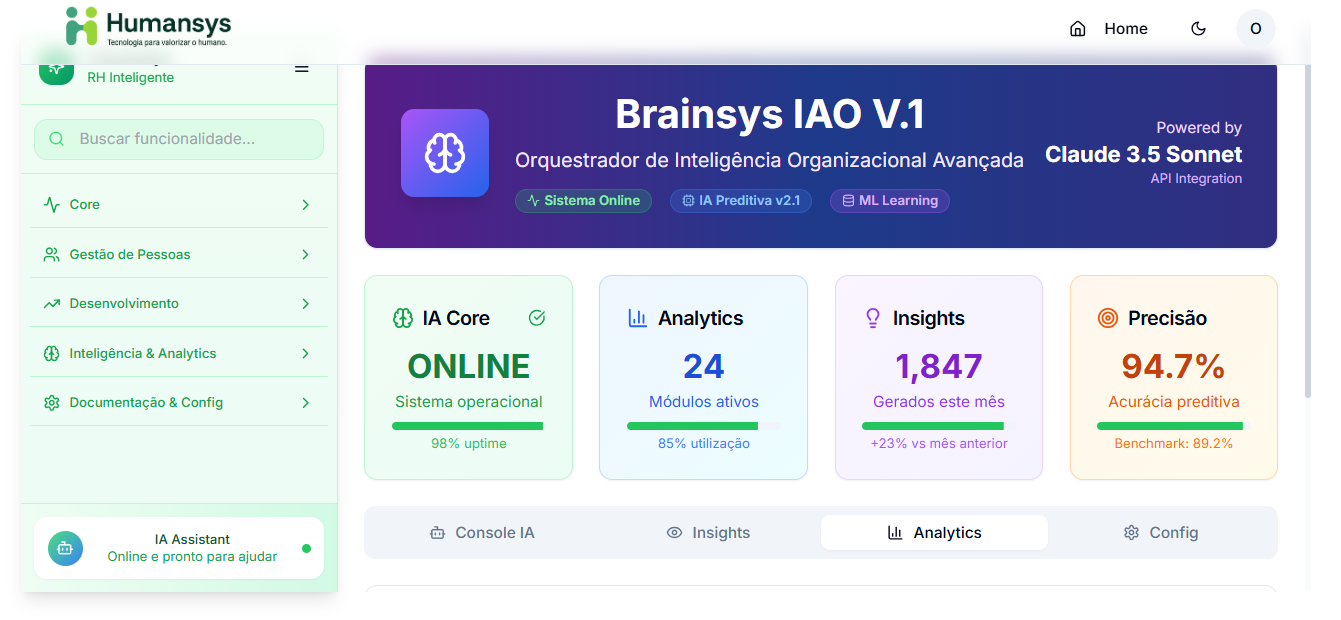 Humansys
Tecnologia para valorizar o humano.
Home
O
RH Inteligente
Buscar funcionalidade...
Core
Gestão de Pessoas
Desenvolvimento
Inteligência & Analytics
Documentação & Config
IA Assistant
Online e pronto para ajudar
Brainsys IAO V.1
Orquestrador de Inteligência Organizacional Avançada
Sistema Online
IA Preditiva v2.1
ML Learning
Powered by
Claude 3.5 Sonnet
API Integration
IA Core
ONLINE
Sistema operacional
98% uptime
Analytics
24
Módulos ativos
85% utilização
Insights
1,847
Gerados este mês
+23% vs mês anterior
Precisão
94.7%
Acurácia preditiva
Benchmark: 89.2%
Console IA
Insights
Analytics
Config